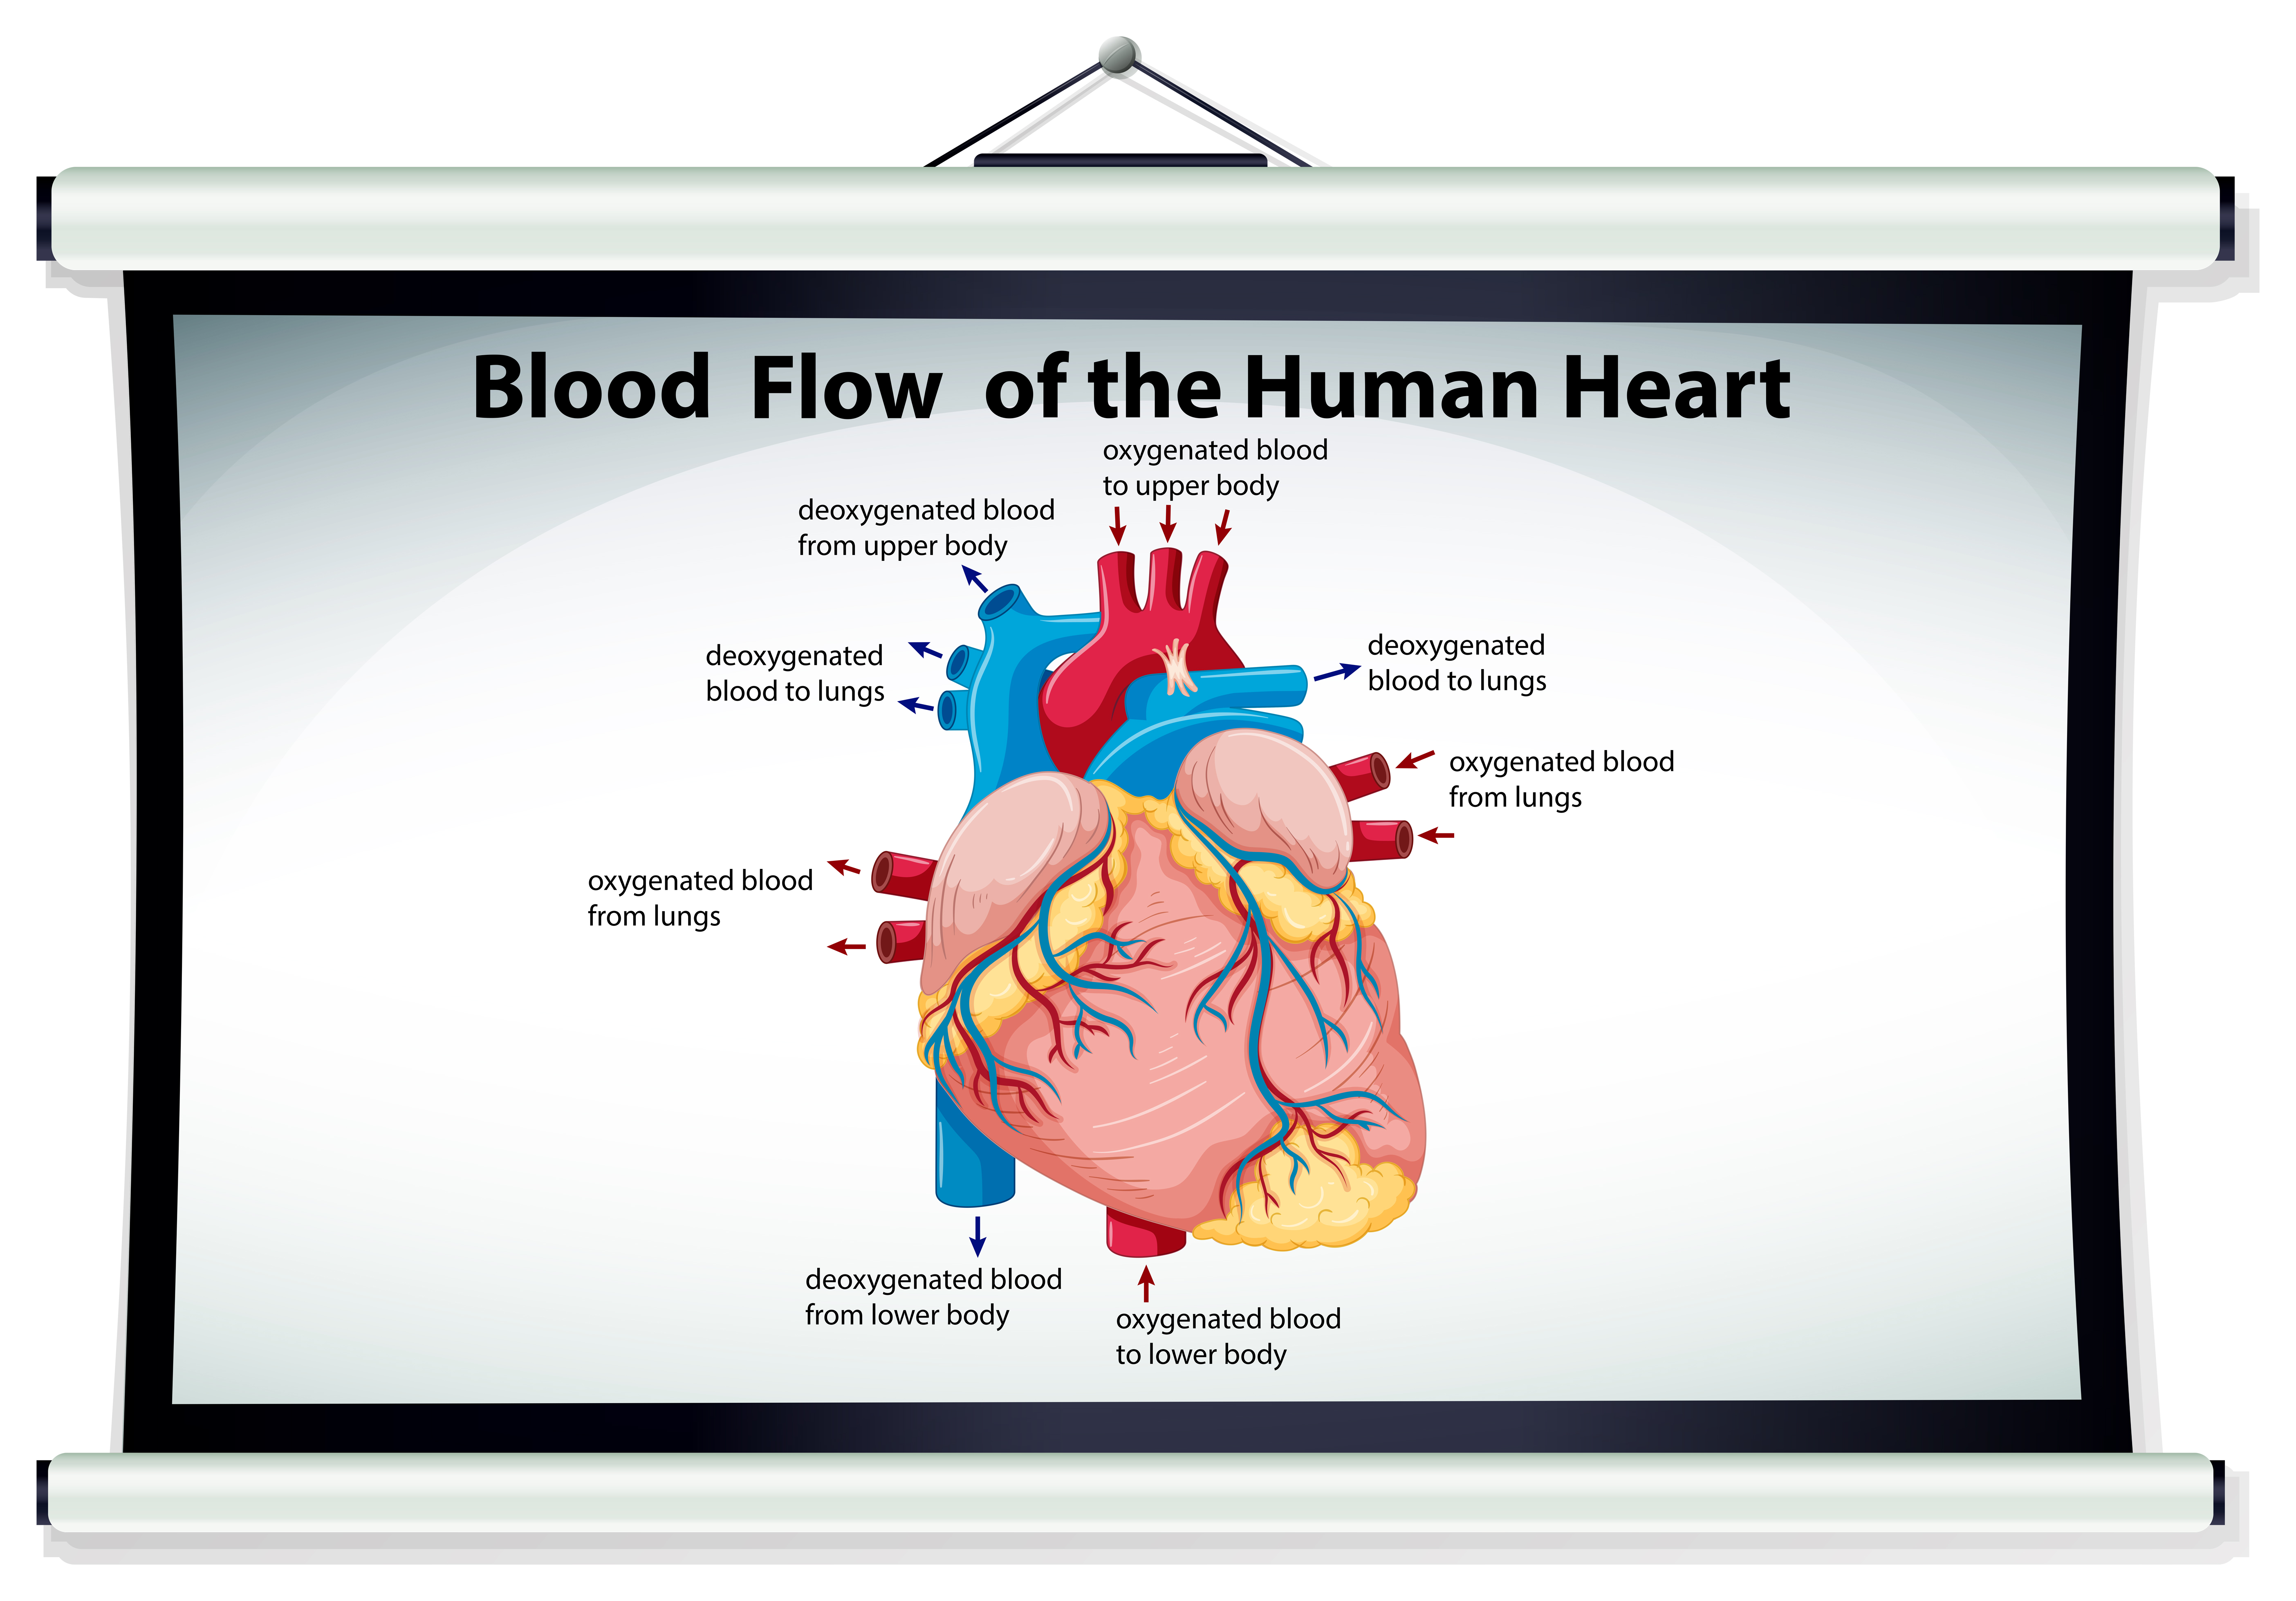 Blood Flow of the Human Heart
oxygenated blood
to upper body
deoxygenated blood
from upper body
deoxygenated
blood to lungs
deoxygenated
blood to lungs
oxygenated blood
from lungs
oxygenated blood
from lungs
deoxygenated blood
from lower body
oxygenated blood
to lower body